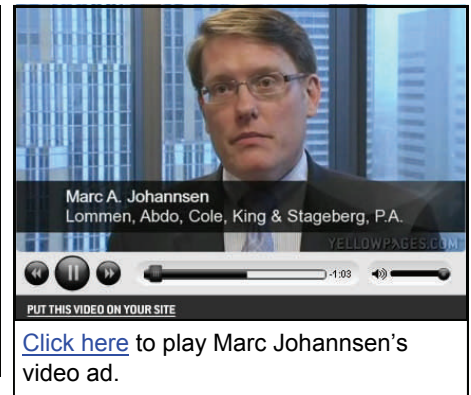 Marc A. Johannsen
Lommen, Abdo, Cole, King & Stageberg, P.A.
YELLOWPAGES.COM
-1:03
PUT THIS VIDEO ON YOUR SITE
Click here to play Marc Johannsen's
video ad.